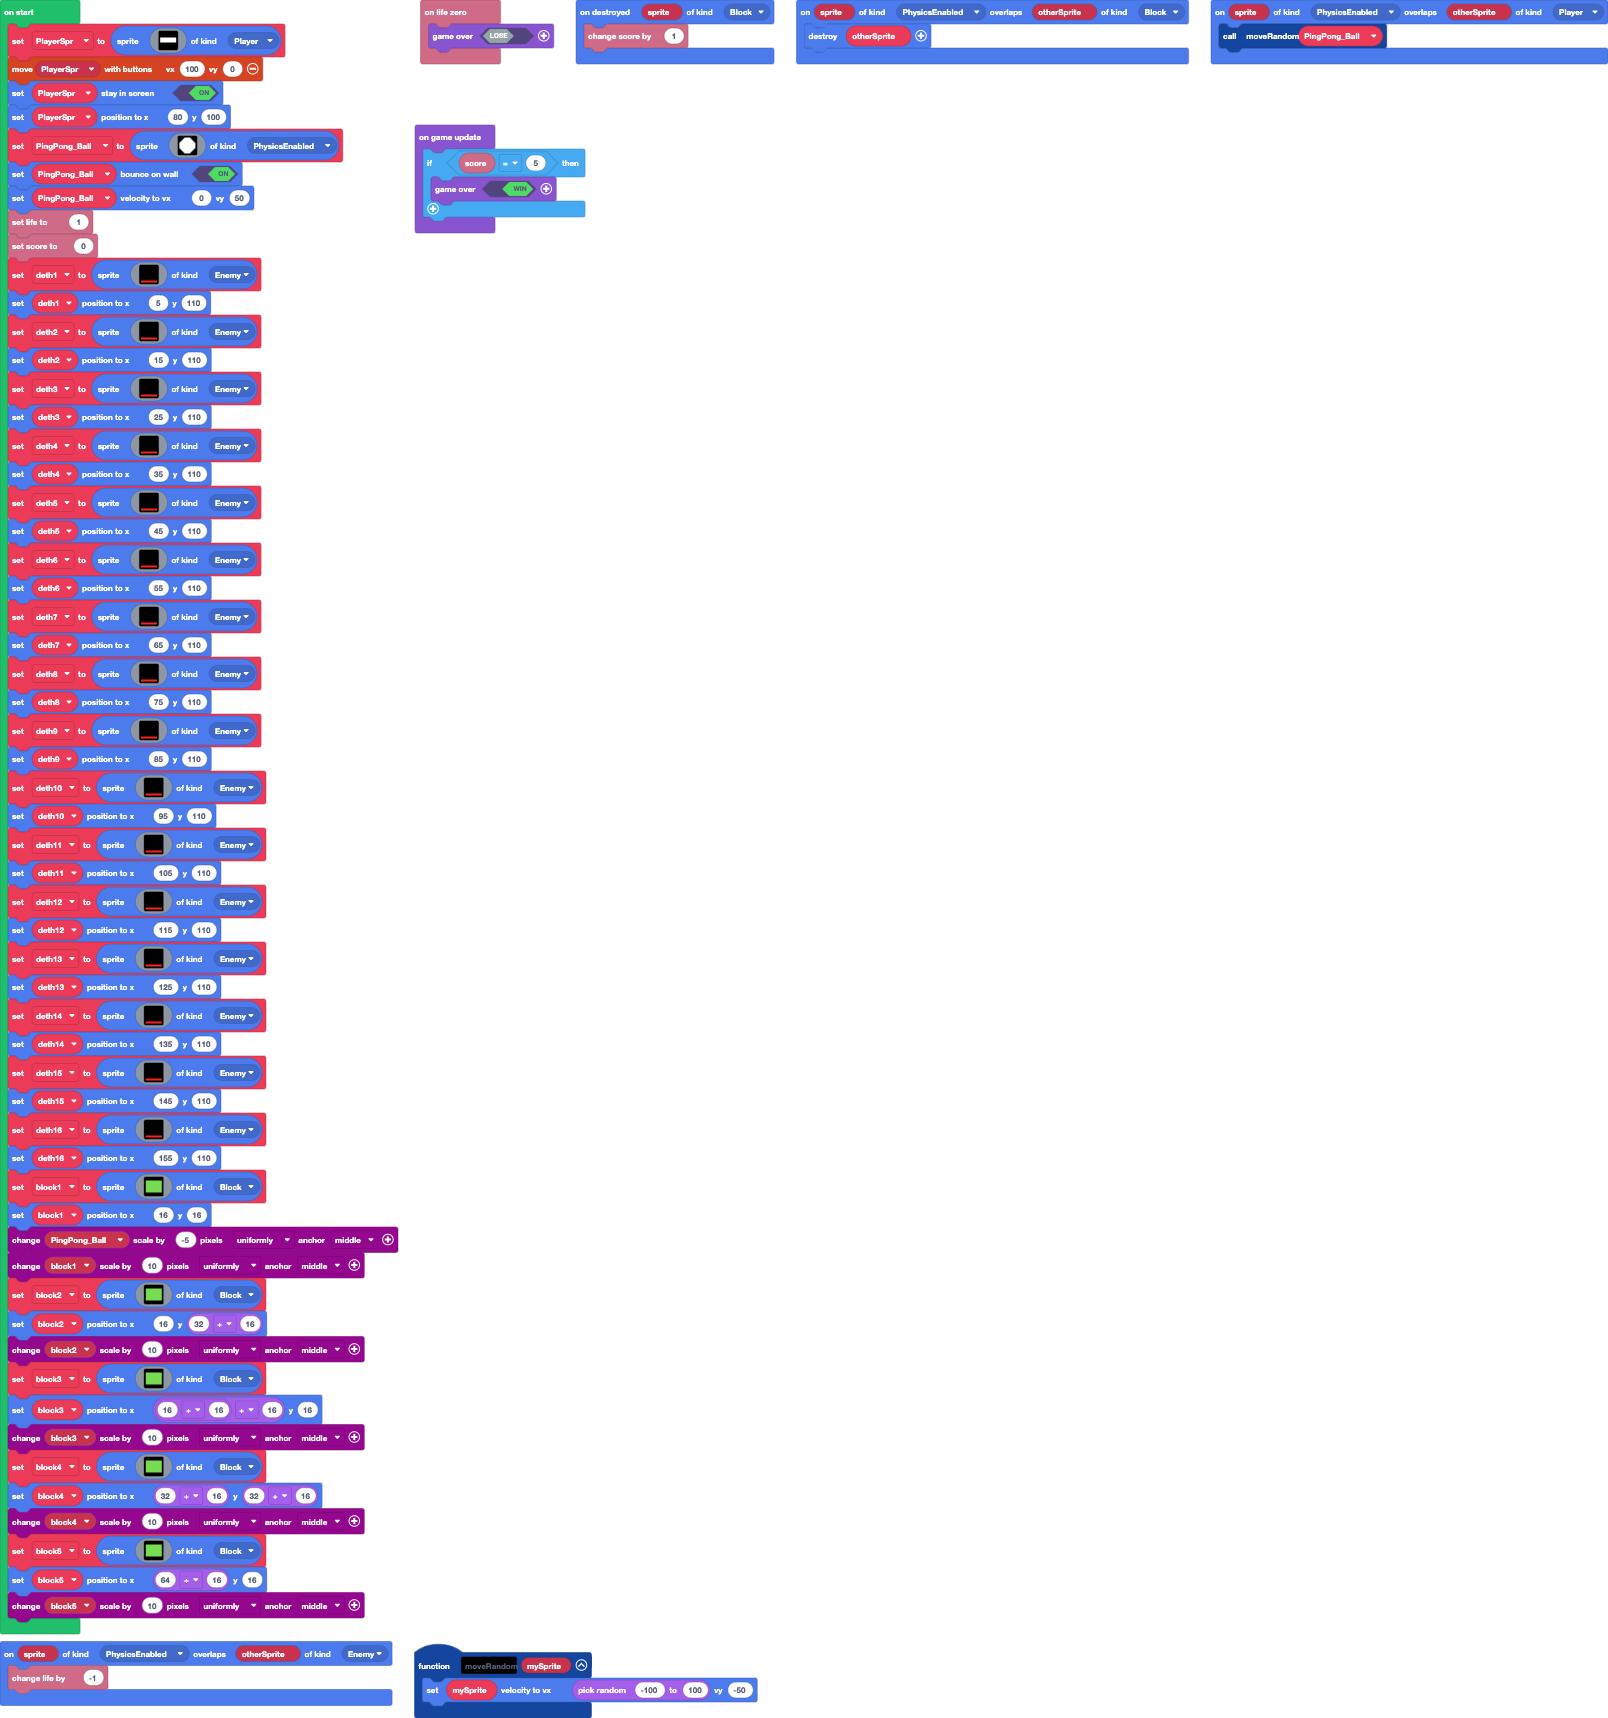 on start
set PlayerSpr to sprite of kind Player
move PlayerSpr with buttons vx 100 vy 0
set PlayerSpr stay in screen ON
set PlayerSpr position to x 80 y 100
set PingPong_Ball to sprite of kind PhysicsEnabled
set PingPong_Ball bounce on wall ON
set PingPong_Ball velocity to vx 0 vy 50
set life to 1
set score to 0
set deth1 to sprite of kind Enemy
set deth1 position to x 5 y 110
set deth2 to sprite of kind Enemy
set deth2 position to x 15 y 110
set deth3 to sprite of kind Enemy
set deth3 position to x 25 y 110
set deth4 to sprite of kind Enemy
set deth4 position to x 35 y 110
set deth5 to sprite of kind Enemy
set deth5 position to x 45 y 110
set deth6 to sprite of kind Enemy
set deth6 position to x 55 y 110
set deth7 to sprite of kind Enemy
set deth7 position to x 65 y 110
set deth8 to sprite of kind Enemy
set deth8 position to x 75 y 110
set deth9 to sprite of kind Enemy
set deth9 position to x 85 y 110
set deth10 to sprite of kind Enemy
set deth10 position to x 95 y 110
set deth11 to sprite of kind Enemy
set deth11 position to x 105 y 110
set deth12 to sprite of kind Enemy
set deth12 position to x 115 y 110
set deth13 to sprite of kind Enemy
set deth13 position to x 125 y 110
set deth14 to sprite of kind Enemy
set deth14 position to x 135 y 110
set deth15 to sprite of kind Enemy
set deth15 position to x 145 y 110
set deth16 to sprite of kind Enemy
set deth16 position to x 155 y 110
set block1 to sprite of kind Block
set block1 position to x 16 y 16
change PingPong_Ball scale by -5 pixels uniformly anchor middle
change block1 scale by 10 pixels uniformly anchor middle
set block2 to sprite of kind Block
set block2 position to x 16 y 32 + 16
change block2 scale by 10 pixels uniformly anchor middle
set block3 to sprite of kind Block
set block3 position to x 16 + 16 + 16 y 16
change block3 scale by 10 pixels uniformly anchor middle
set block4 to sprite of kind Block
set block4 position to x 32 + 16 y 32 + 16
change block4 scale by 10 pixels uniformly anchor middle
set block5 to sprite of kind Block
set block5 position to x 64 + 16 y 16
change block5 scale by 10 pixels uniformly anchor middle
on life zero
game over LOSE
on destroyed sprite of kind Block
change score by 1
on sprite of kind PhysicsEnabled overlaps otherSprite of kind Block
destroy otherSprite
on sprite of kind PhysicsEnabled overlaps otherSprite of kind Player
call moveRandom PingPong_Ball
on game update
if score = 5 then
game over WIN
on sprite of kind PhysicsEnabled overlaps otherSprite of kind Enemy
change life by -1
function moveRandom mySprite
set mySprite velocity to vx pick random -100 to 100 vy -50